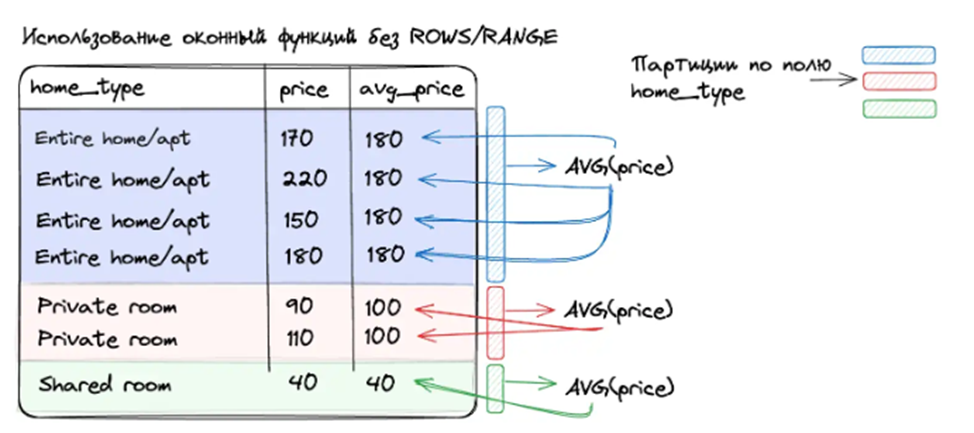 Использование оконный функций без ROWS/RANGE
home_type price avg_price
Entire home/apt 170 180
Entire home/apt 220 180
Entire home/apt 150 180
Entire home/apt 180 180
Private room 90 100
Private room 110 100
Shared room 40 40
AVG(price)
AVG(price)
AVG(price)
Партиции по полю
home_type